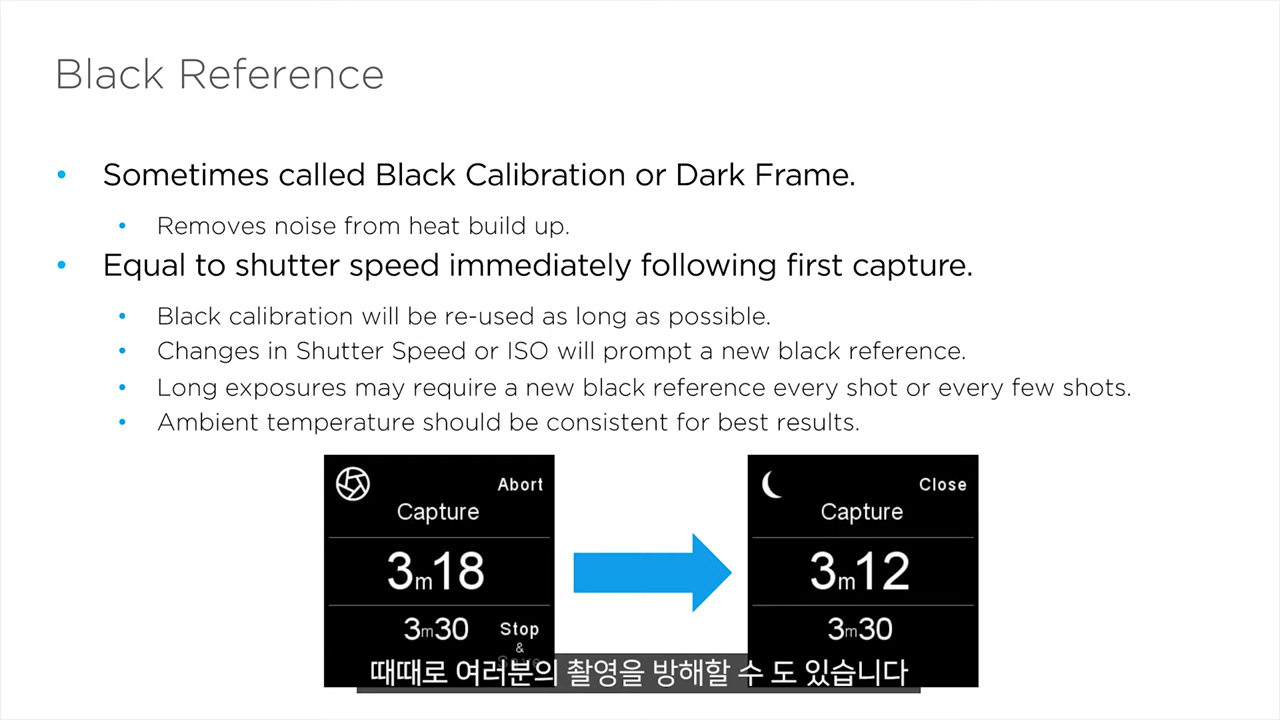 Black Reference
• Sometimes called Black Calibration or Dark Frame.
• Removes noise from heat build up.
• Equal to shutter speed immediately following first capture.
• Black calibration will be re-used as long as possible.
• Changes in Shutter Speed or ISO will prompt a new black reference.
• Long exposures may require a new black reference every shot or every few shots.
• Ambient temperature should be consistent for best results.
Abort
Capture
3m18
3m30
Stop
&
Close
Capture
3m12
3m30
때때로 여러분의 촬영을 방해할 수 도 있습니다